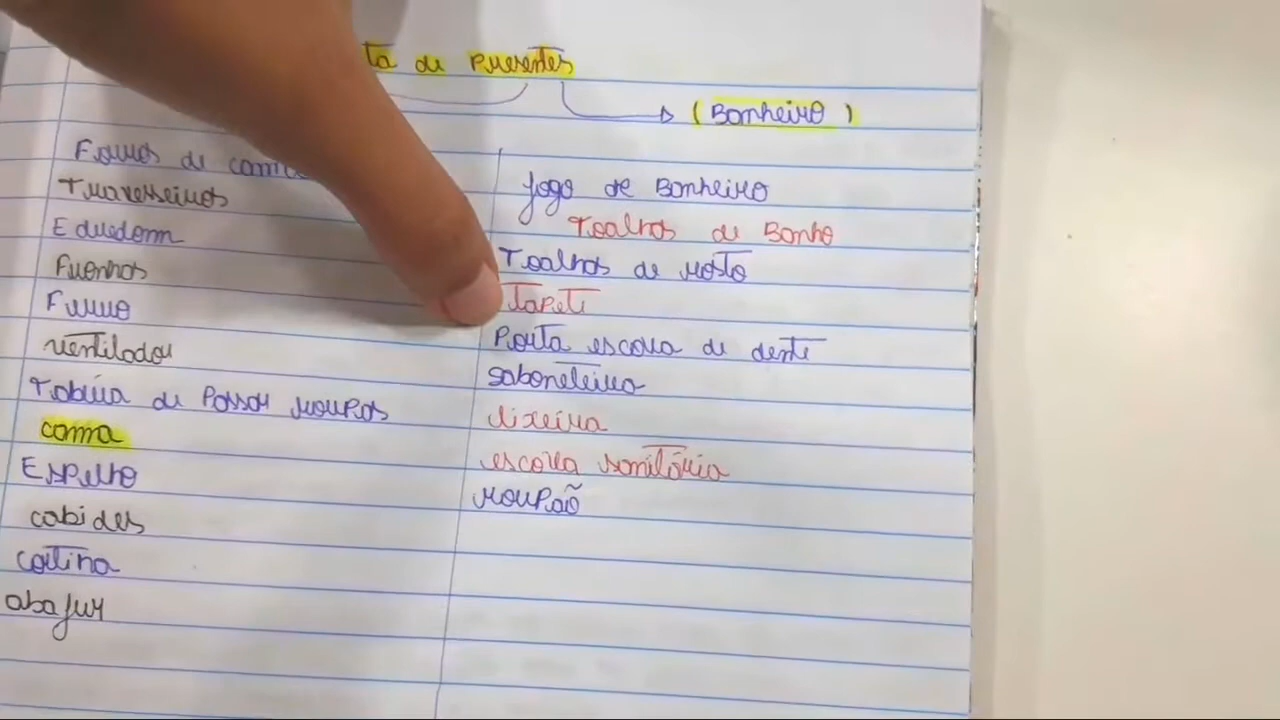 ta de Presentes
(Banheiro)
Forros de cama
Travesseiros
Edredom
Fronhas
Ferro
ventilador
Tabúa de Passar roupas
cama
Espelho
cabides
cortina
abajur
Jogo de Banheiro
Toalhas de Banho
Toalhas de rosto
Tapete
Porta escova de dente
saboneteira
lixeira
escova sanitária
roupão